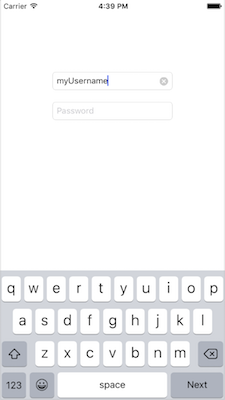 Carrier 4:39 PM
myUsername
Password
q w e r t y u i o p
a s d f g h j k l
z x c v b n m
123 space Next